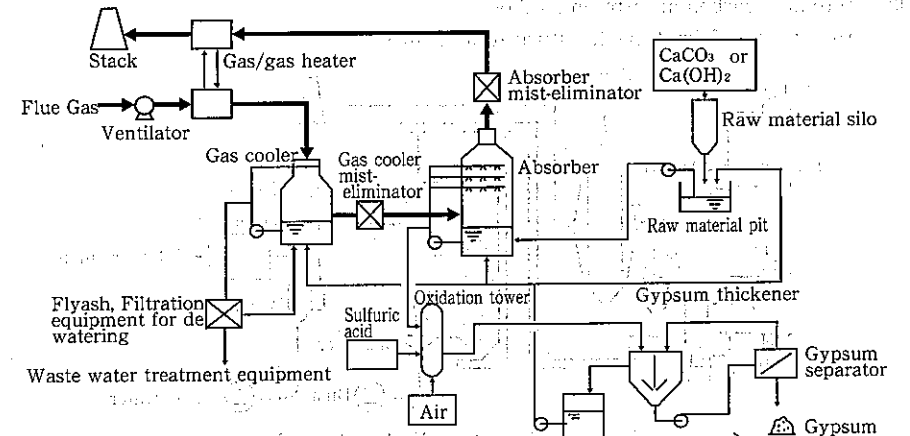 CaCO₃ or
Ca(OH)₂
Stack
Gas/gas heater
Absorber
mist-eliminator
Flue Gas
Ventilator
Raw material silo
Gas cooler
Gas cooler
mist-
eliminator
Absorber
Raw material pit
Flyash, Filtration
equipment for de
watering
Oxidation tower
Gypsum thickener
Sulfuric
acid
Waste water treatment equipment
Air
Gypsum
separator
Gypsum